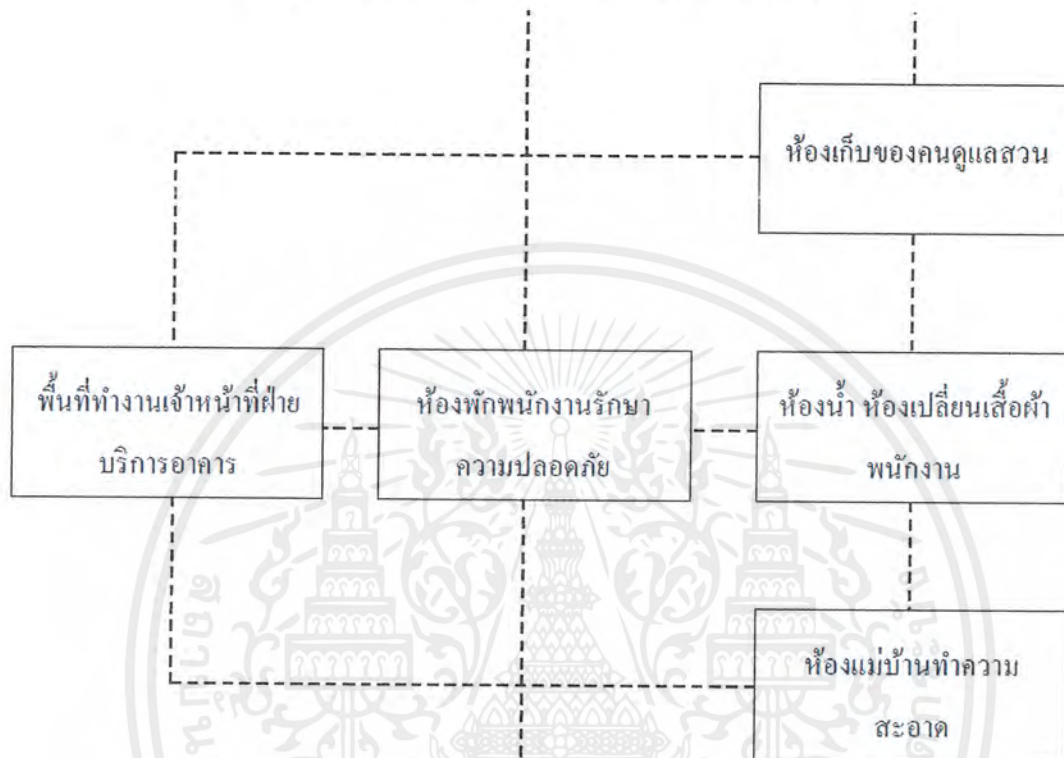 ห้องเก็บของคนดูแลสวน
พื้นที่ทำงานเจ้าหน้าที่ฝ่าย
บริการอาคาร
ห้องพักพนักงานรักษา
ความปลอดภัย
ห้องน้ำ ห้องเปลี่ยนเสื้อผ้า
พนักงาน
ห้องแม่บ้านทำความ
สะอาด